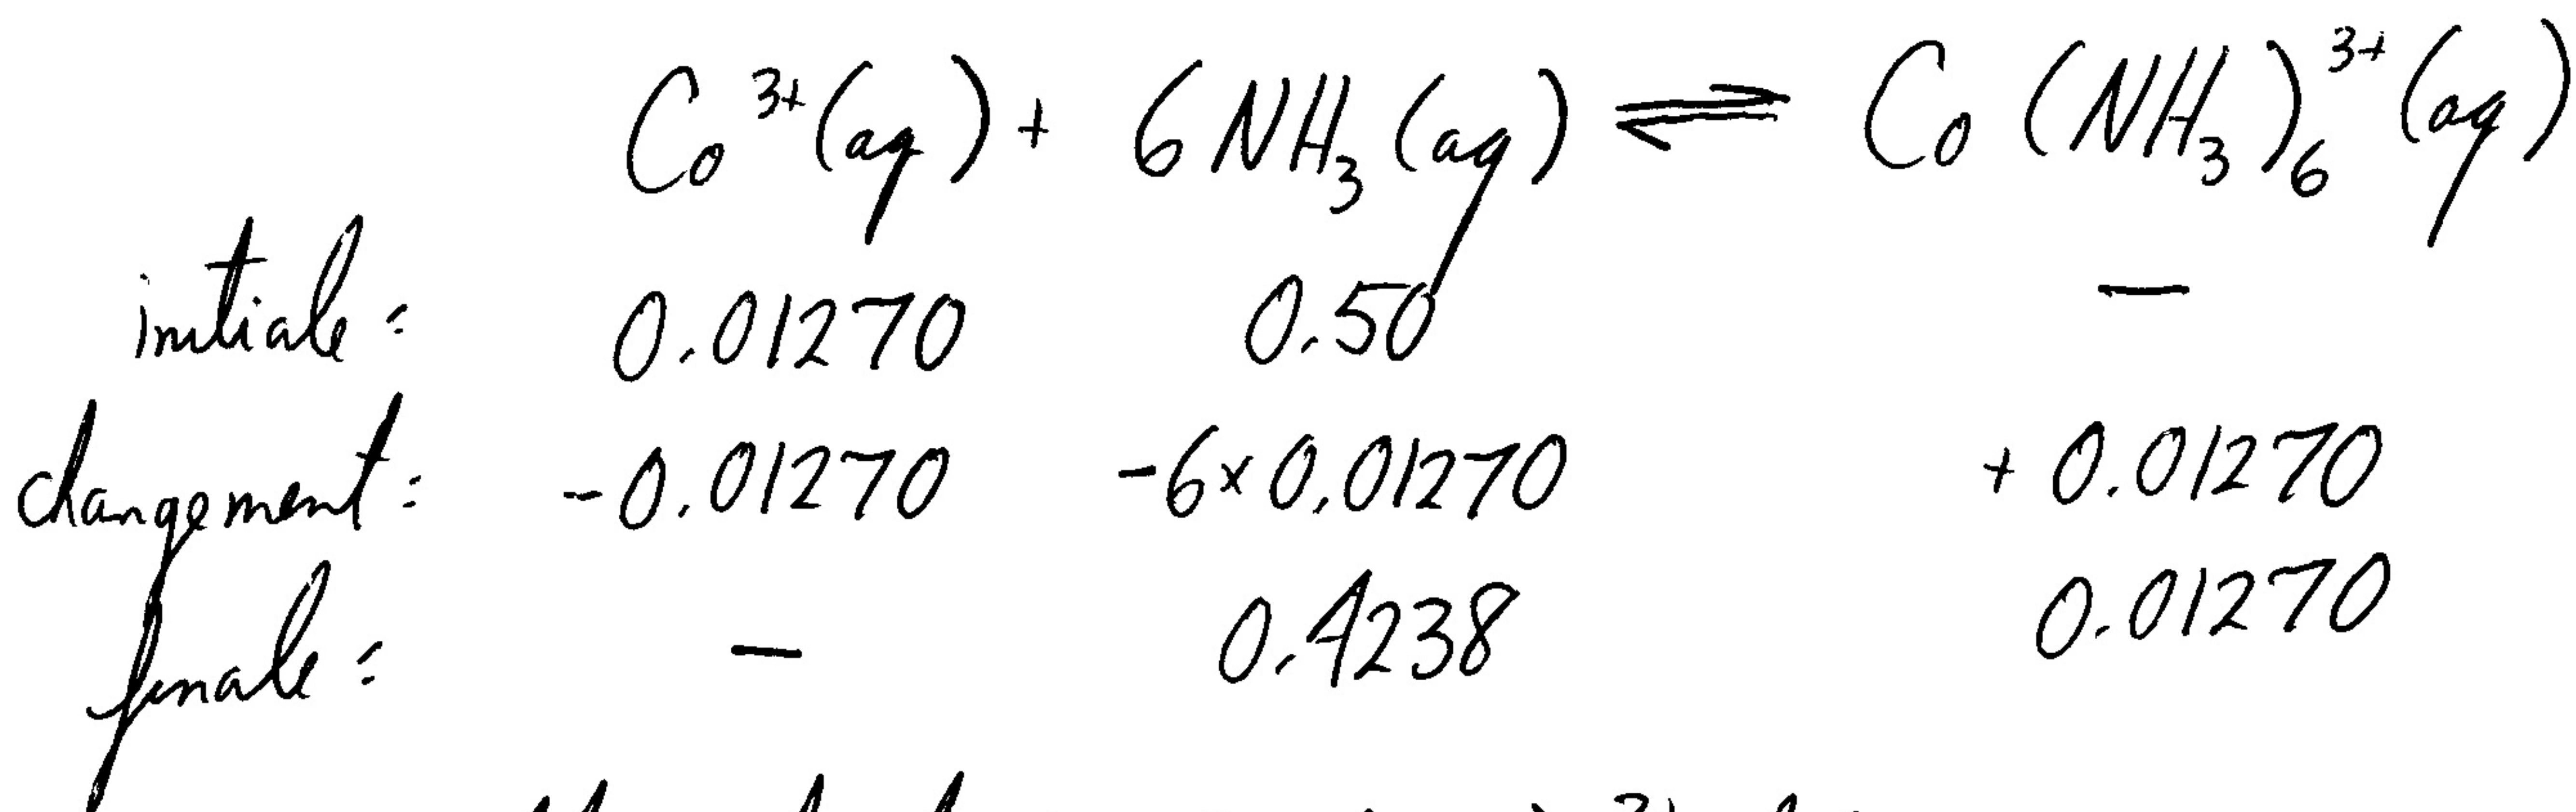 Co³⁺(aq) + 6NH₃(aq) ⇌ Co(NH₃)₆³⁺(aq)
initiale: 0.01270 0.50 —
changement: -0.01270 -6×0.01270 +0.01270
finale: — 0.4238 0.01270